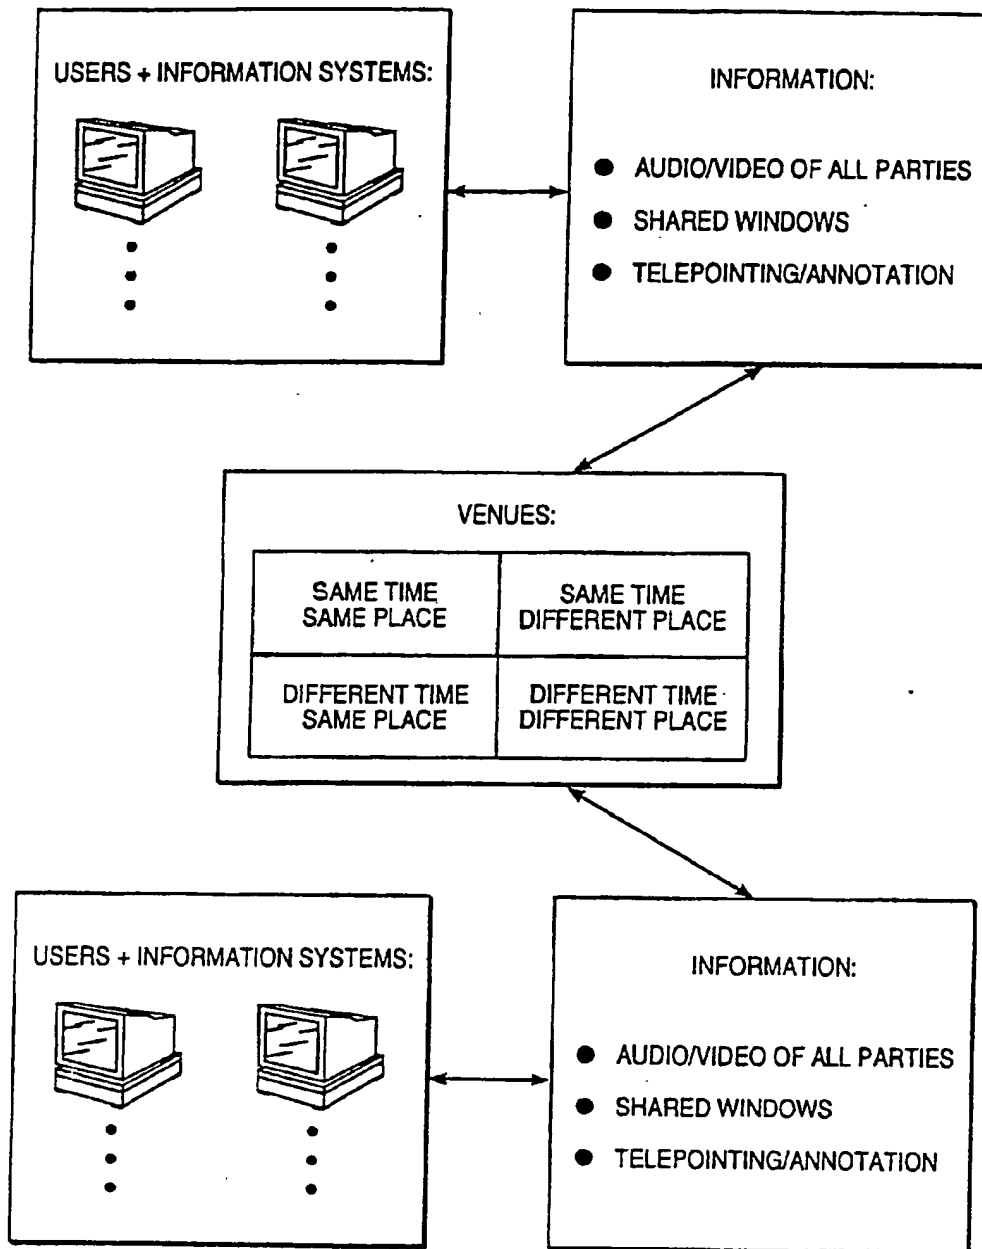 USERS + INFORMATION SYSTEMS:
INFORMATION:
● AUDIO/VIDEO OF ALL PARTIES
● SHARED WINDOWS
● TELEPOINTING/ANNOTATION
VENUES:
SAME TIME
SAME PLACE
SAME TIME
DIFFERENT PLACE
DIFFERENT TIME
SAME PLACE
DIFFERENT TIME
DIFFERENT PLACE
USERS + INFORMATION SYSTEMS:
INFORMATION:
● AUDIO/VIDEO OF ALL PARTIES
● SHARED WINDOWS
● TELEPOINTING/ANNOTATION